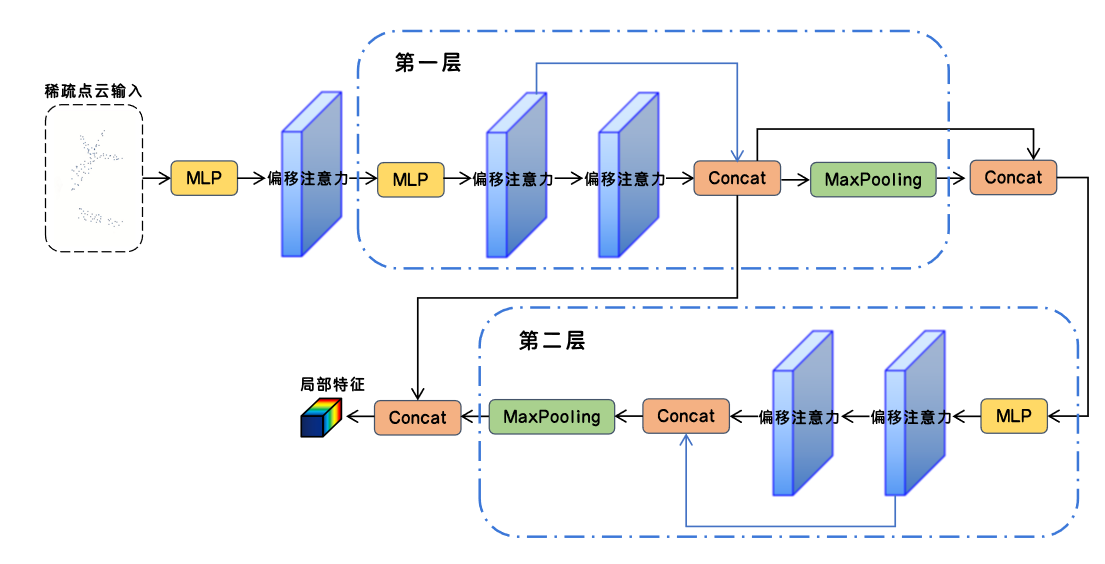 第一层
稀疏点云输入
MLP
偏移注意力
MLP
偏移注意力
偏移注意力
Concat
MaxPooling
Concat
第二层
局部特征
Concat
MaxPooling
Concat
偏移注意力
偏移注意力
MLP